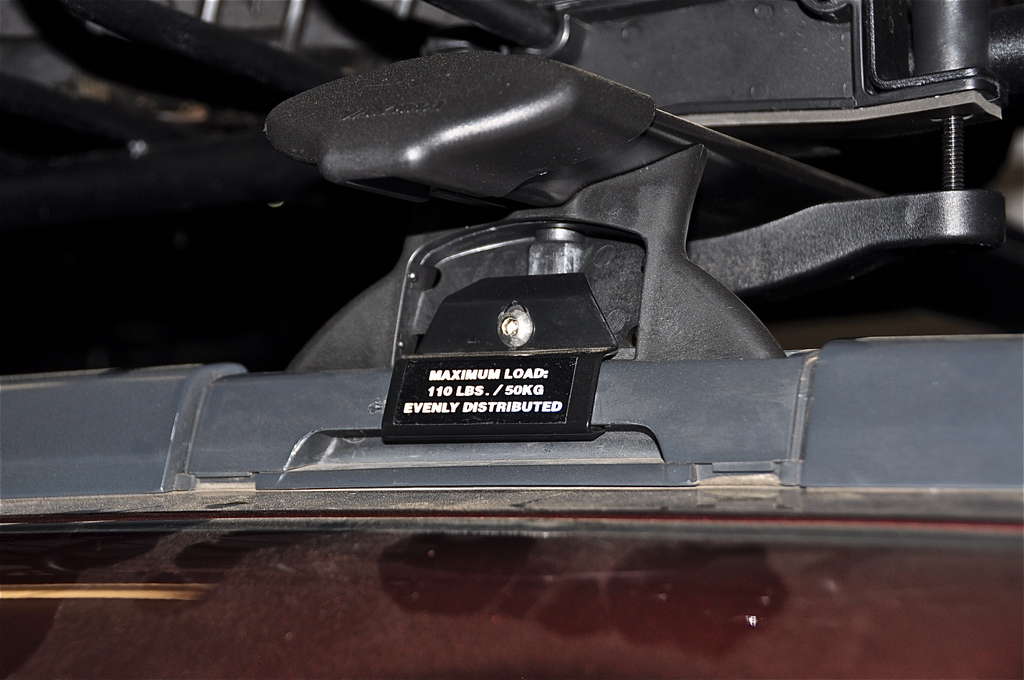 MAXIMUM LOAD:
110 LBS. / 50KG
EVENLY DISTRIBUTED